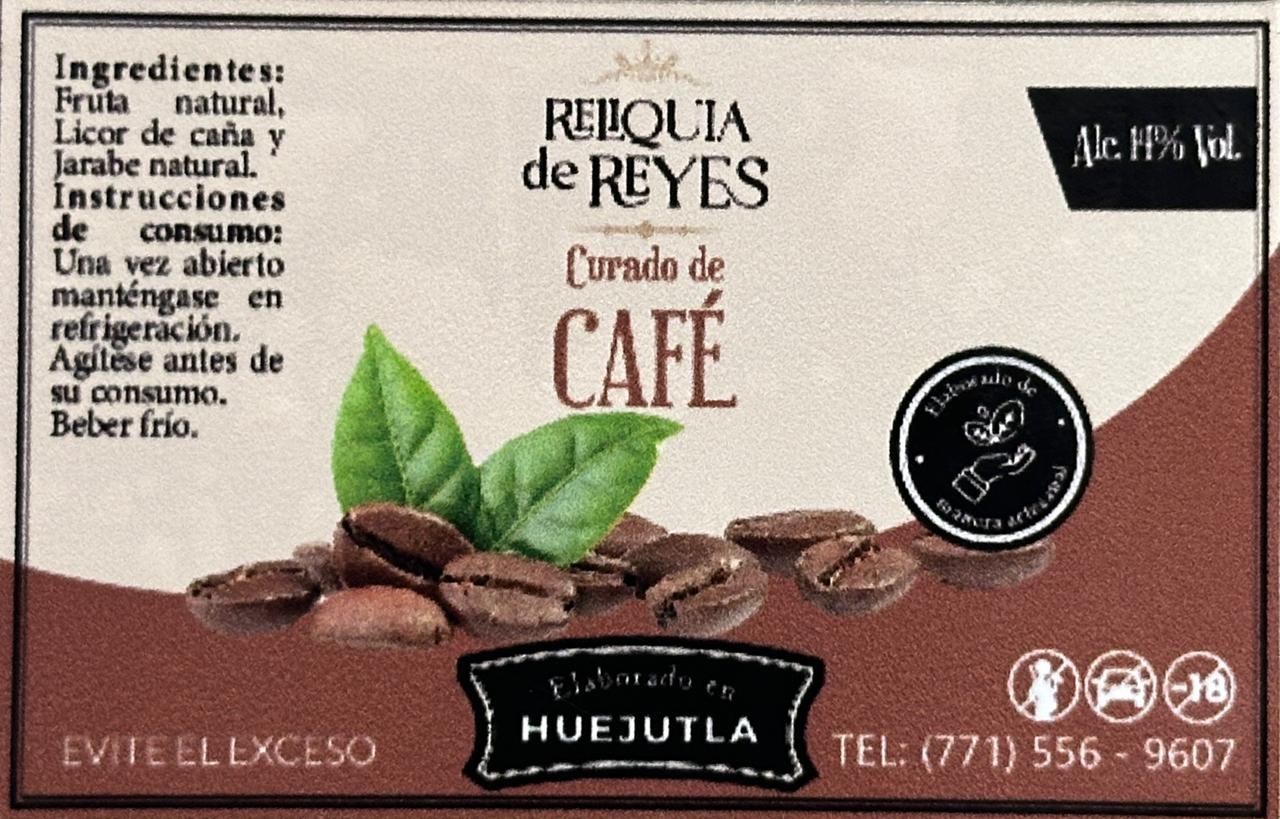 Ingredientes:
Fruta natural,
Licor de caña y
Jarabe natural.
Instrucciones
de consumo:
Una vez abierto
manténgase en
refrigeración.
Agítese antes de
su consumo.
Beber frío.
RELIQUIA
de REYES
Curado de
CAFÉ
Alc. 14% Vol.
Elaborado de
manera artesanal
Elaborado en
HUEJUTLA
-18
EVITE EL EXCESO
TEL: (771) 556 - 9607